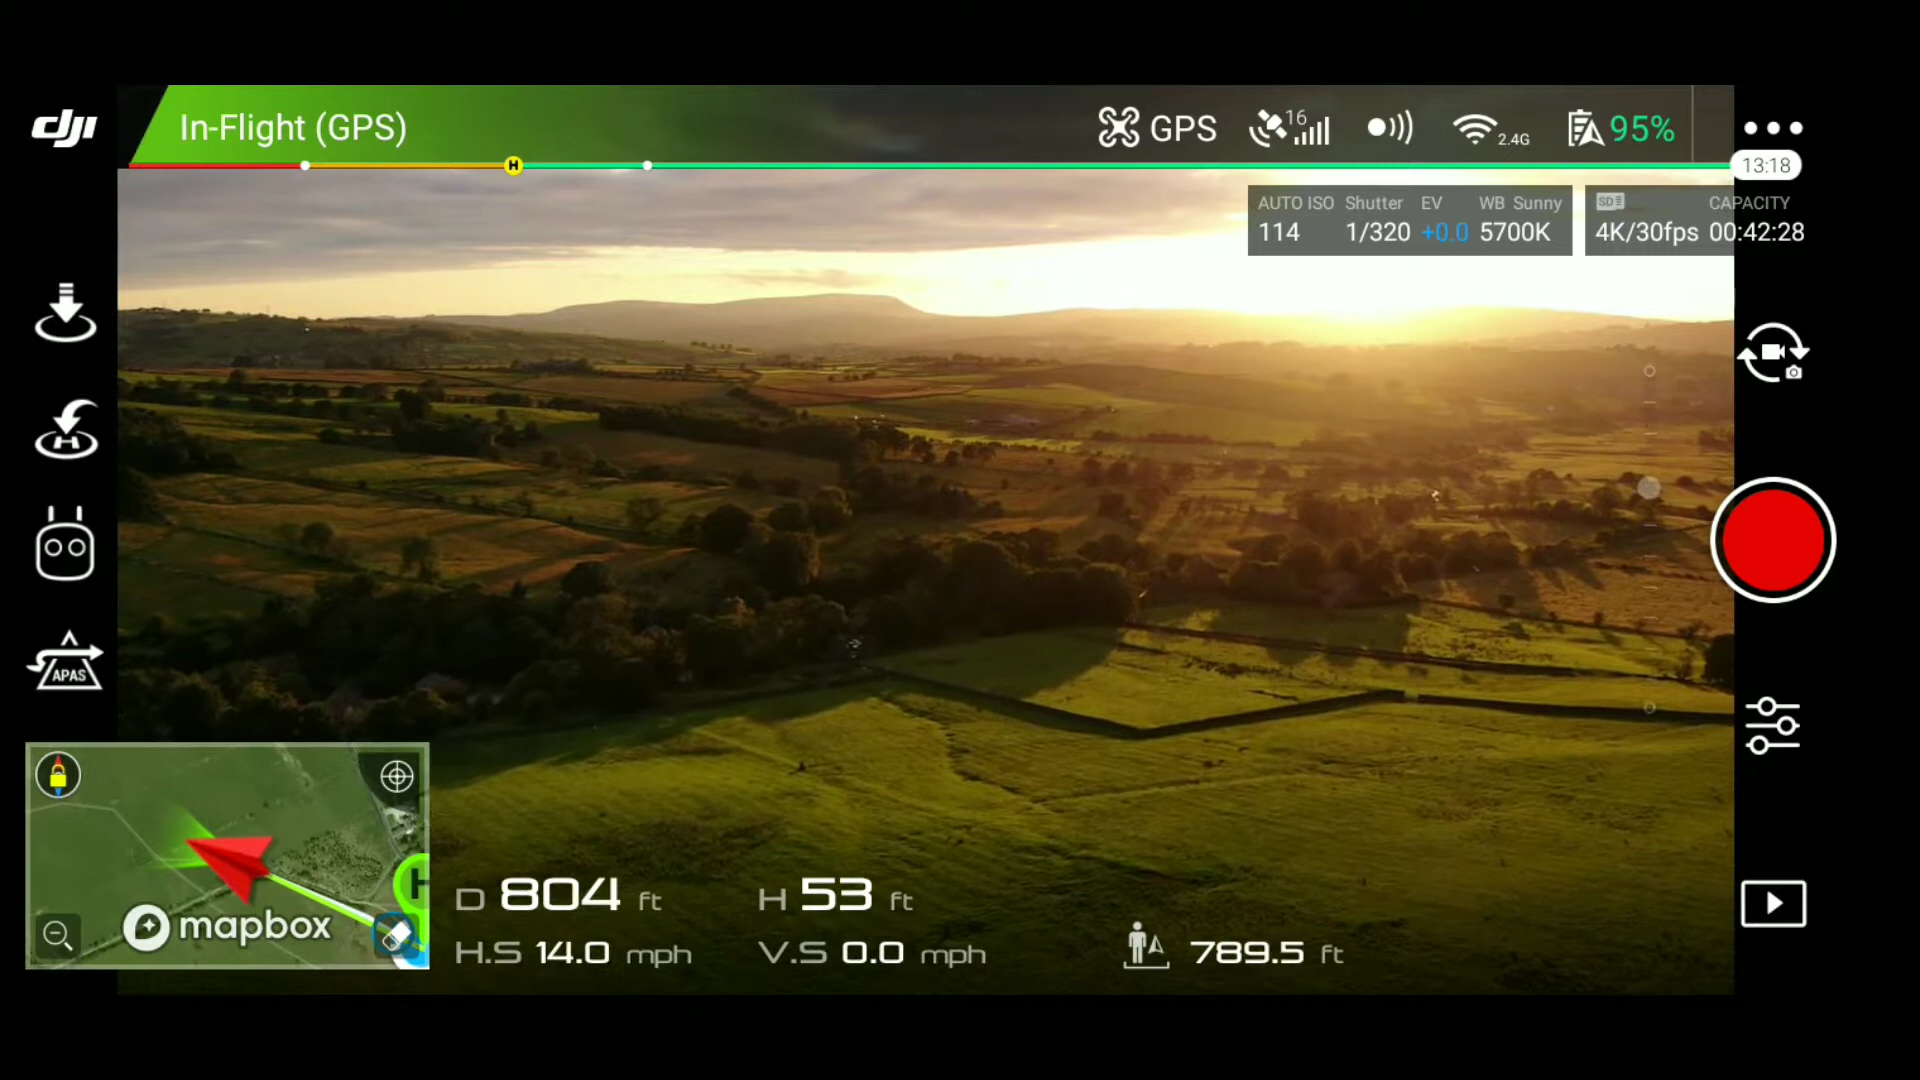 dji
In-Flight (GPS)
GPS
16
2.4G
95%
13:18
AUTO ISO Shutter EV WB Sunny
114 1/320 +0.0 5700K
SD CAPACITY
4K/30fps 00:42:28
H
H
APAS
H
mapbox
D 804 ft
H 53 ft
H.S 14.0 mph
V.S 0.0 mph
789.5 ft